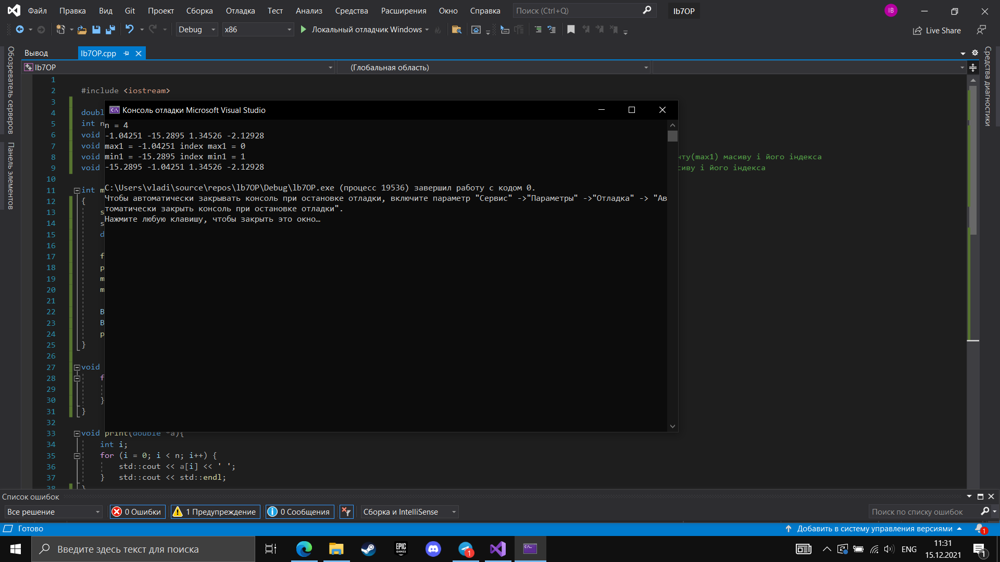 Файл Правка Вид Git Проект Сборка Отладка Тест Анализ Средства Расширения Окно Справка Поиск (Ctrl+Q) lb7OP IB
Debug x86 Локальный отладчик Windows Live Share
Обозреватель серверов
Панель элементов
Вывод lb7OP.cpp
Средства диагностики
lb7OP (Глобальная область)
1
2 #include <iostream>
3
4 doubl
5 int n
6 void
7 void
8 void нту(max1) масиву і його індекса
9 void сиву і його індекса
10
11 int m
12 {
13 s
14 s
15 d
16
17 f
18 p
19 m
20 m
21
22 B
23 B
24 p
25 }
26
27 void
28 f
29
30 }
31 }
32
33 void print(double *a){
34 int i;
35 for (i = 0; i < n; i++) {
36 std::cout << a[i] << ' ';
37 } std::cout << std::endl;
38 }
Консоль отладки Microsoft Visual Studio
n = 4
-1.04251 -15.2895 1.34526 -2.12928
max1 = -1.04251 index max1 = 0
min1 = -15.2895 index min1 = 1
-15.2895 -1.04251 1.34526 -2.12928
C:\Users\vladi\source\repos\lb7OP\Debug\lb7OP.exe (процесс 19536) завершил работу с кодом 0.
Чтобы автоматически закрывать консоль при остановке отладки, включите параметр "Сервис" ->"Параметры" ->"Отладка" -> "Ав
томатически закрыть консоль при остановке отладки".
Нажмите любую клавишу, чтобы закрыть это окно…
Список ошибок
Все решение 0 Ошибки 1 Предупреждение 0 Сообщения Сборка и IntelliSense Поиск по списку ошибок
Готово Добавить в систему управления версиями 1
Введите здесь текст для поиска EPIC GAMES 1 ENG 11:31
15.12.2021 1